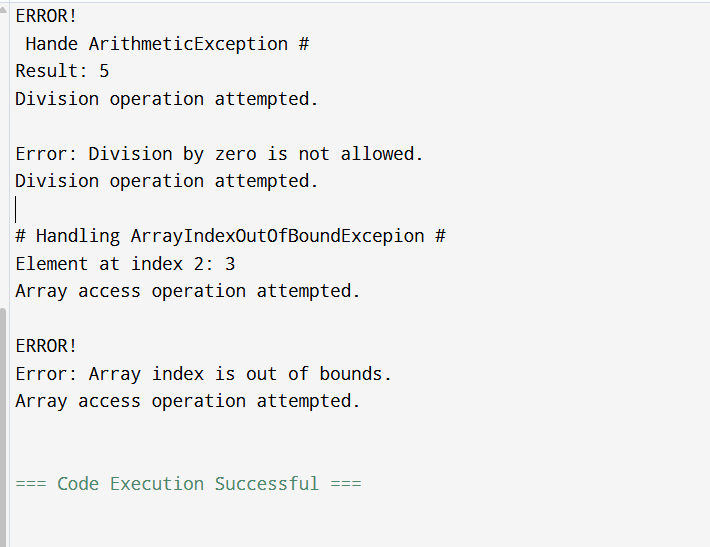 ERROR!
Hande ArithmeticException #
Result: 5
Division operation attempted.
Error: Division by zero is not allowed.
Division operation attempted.
# Handling ArrayIndexOutOfBoundExcepion #
Element at index 2: 3
Array access operation attempted.
ERROR!
Error: Array index is out of bounds.
Array access operation attempted.
=== Code Execution Successful ===